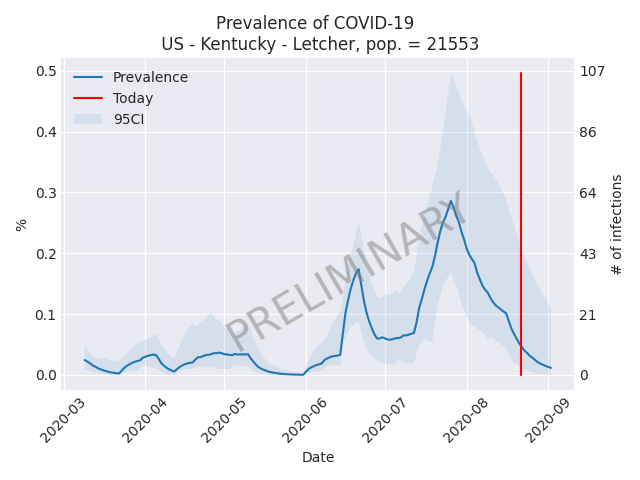 Prevalence of COVID-19
US - Kentucky - Letcher, pop. = 21553
Prevalence
Today
95CI
0.5
0.4
0.3
0.2
0.1
0.0
%
107
86
64
43
21
0
# of infections
PRELIMINARY
2020-03
2020-04
2020-05
2020-06
2020-07
2020-08
2020-09
Date